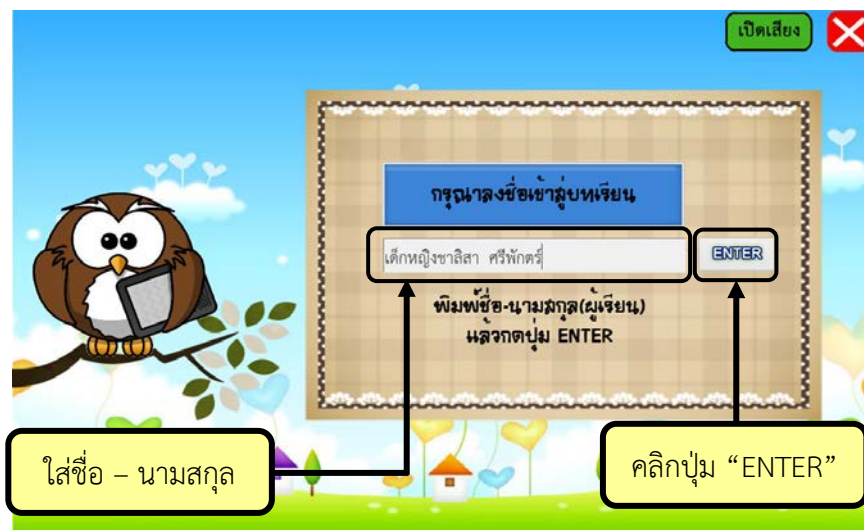 เปิดเสียง
กรุณาลงชื่อเข้าสู่บทเรียน
เด็กหญิงชาลิสา ศรีพักตร์
ENTER
พิมพ์ชื่อ-นามสกุล(ผู้เรียน)
แล้วกดปุ่ม ENTER
ใส่ชื่อ – นามสกุล
คลิกปุ่ม “ENTER”